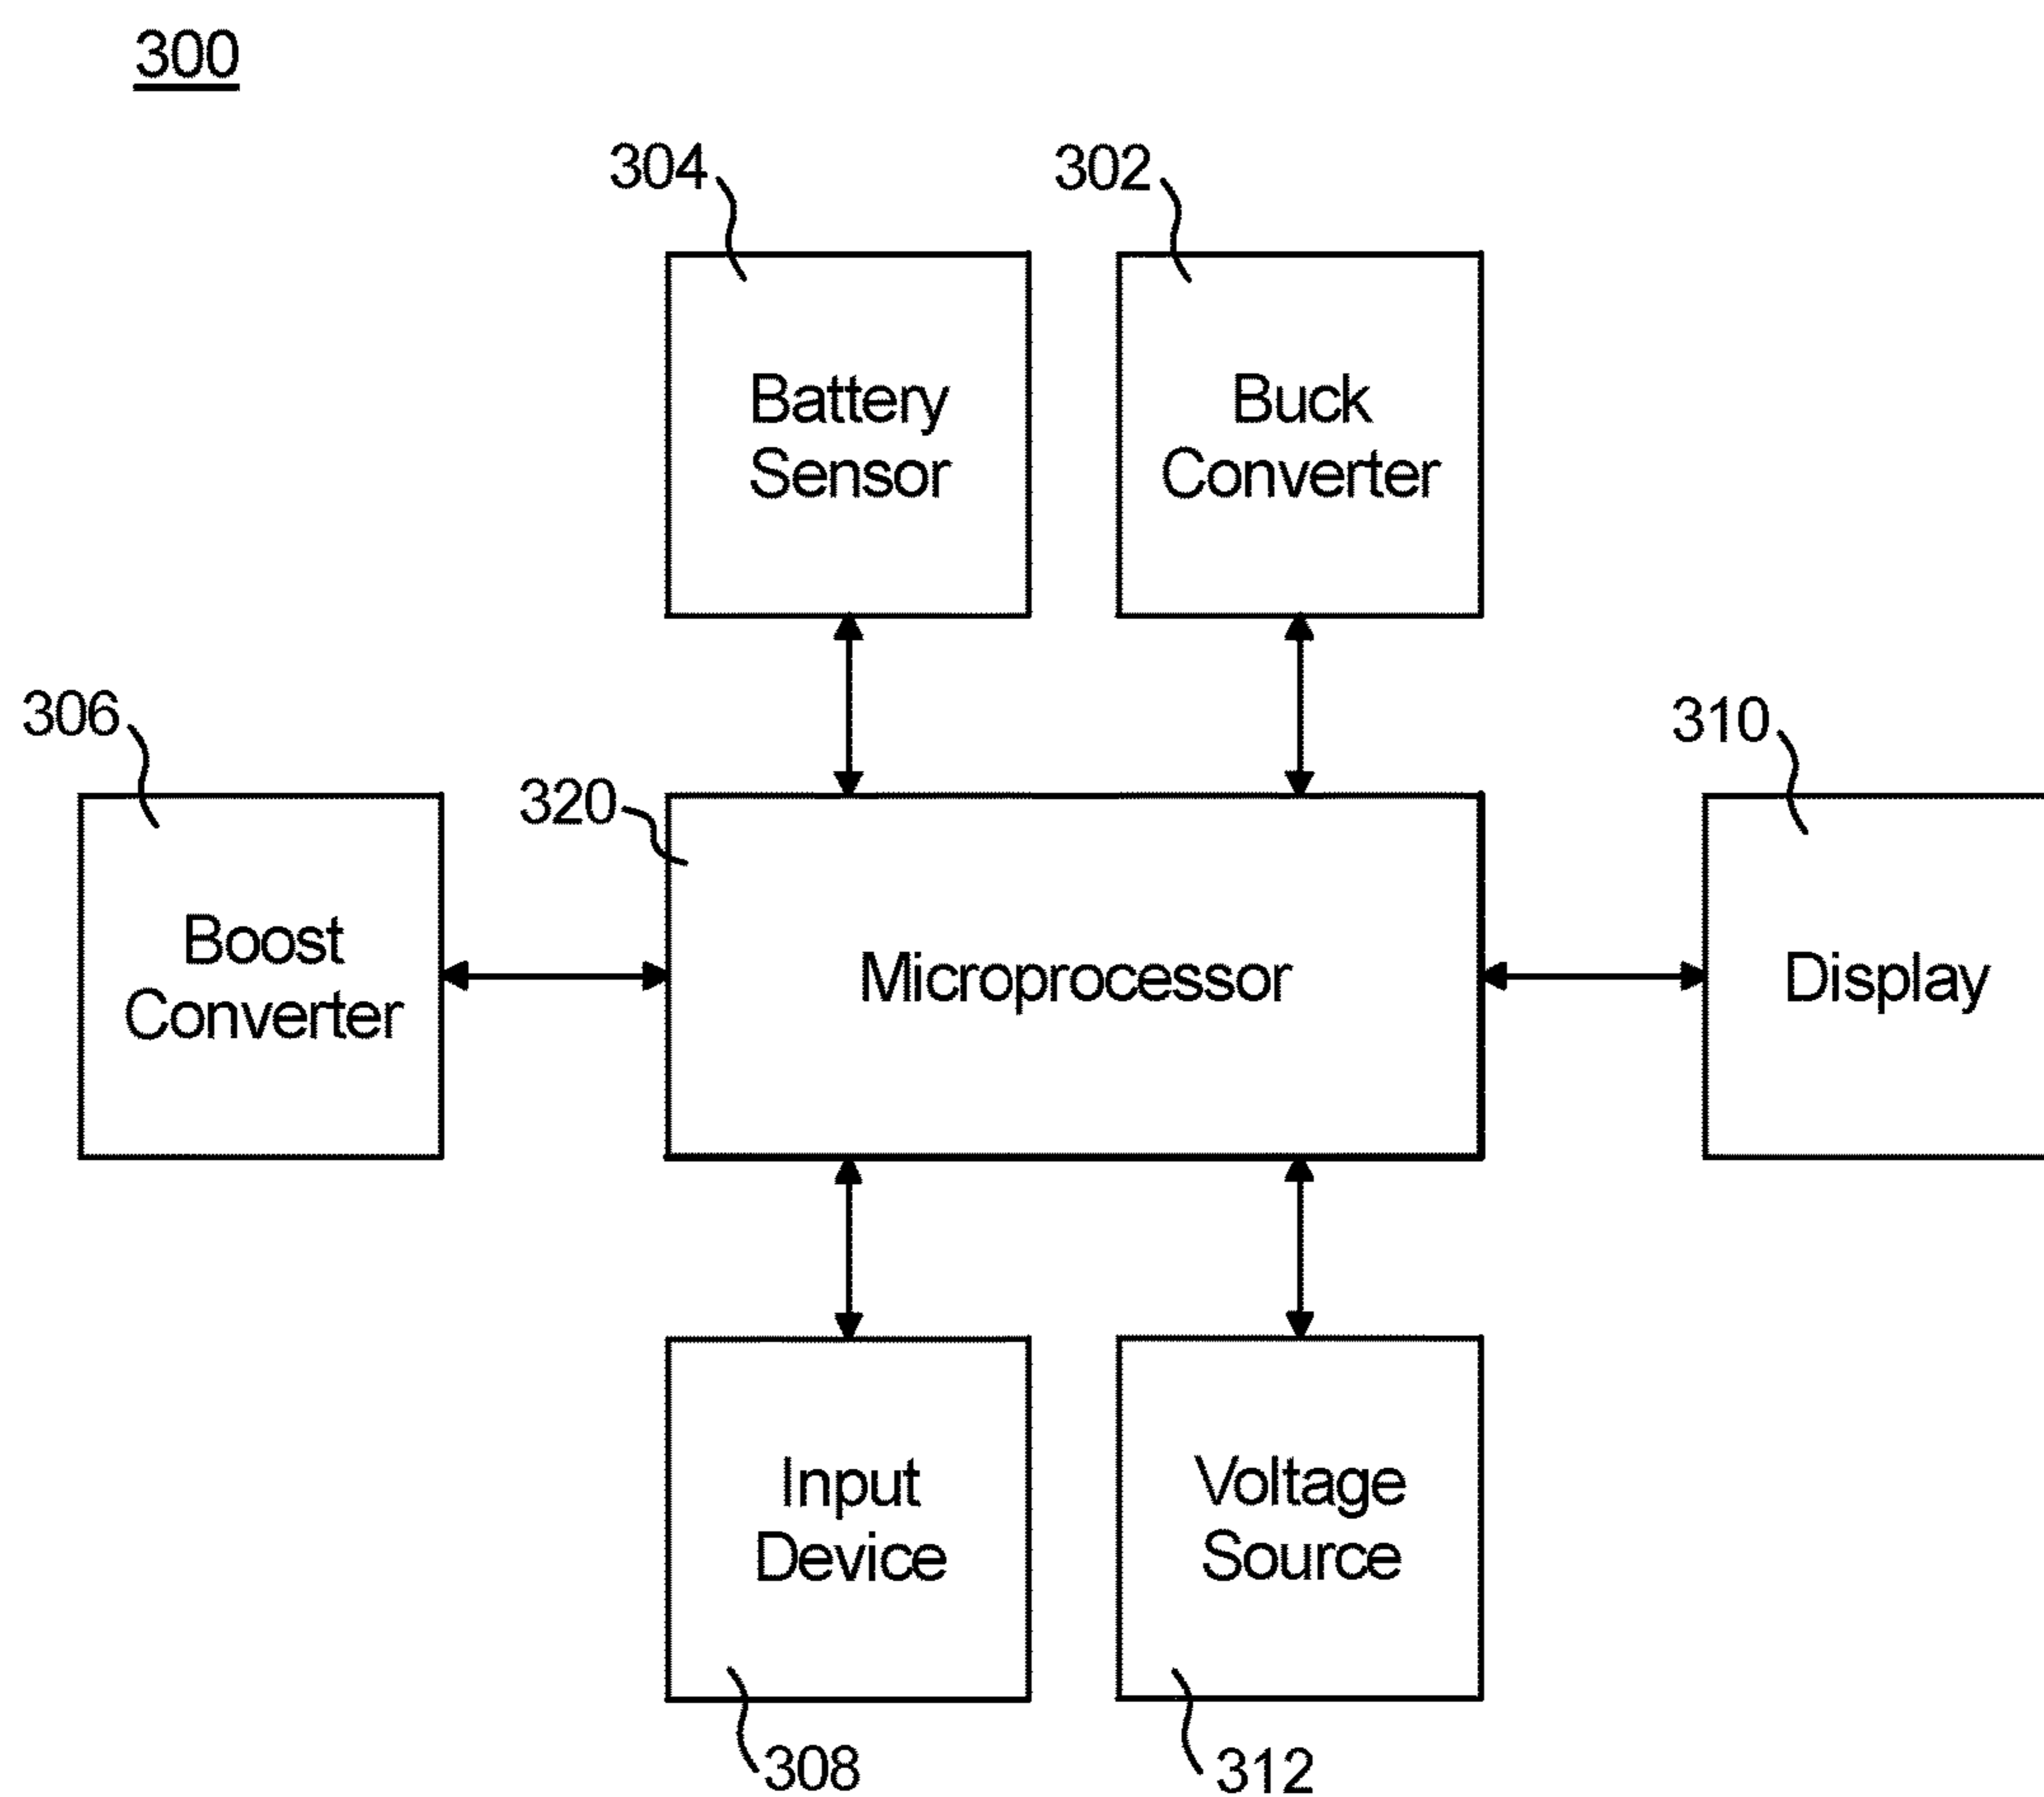 300
304
302
Battery
Sensor
Buck
Converter
306
320
310
Boost
Converter
Microprocessor
Display
Input
Device
Voltage
Source
308
312